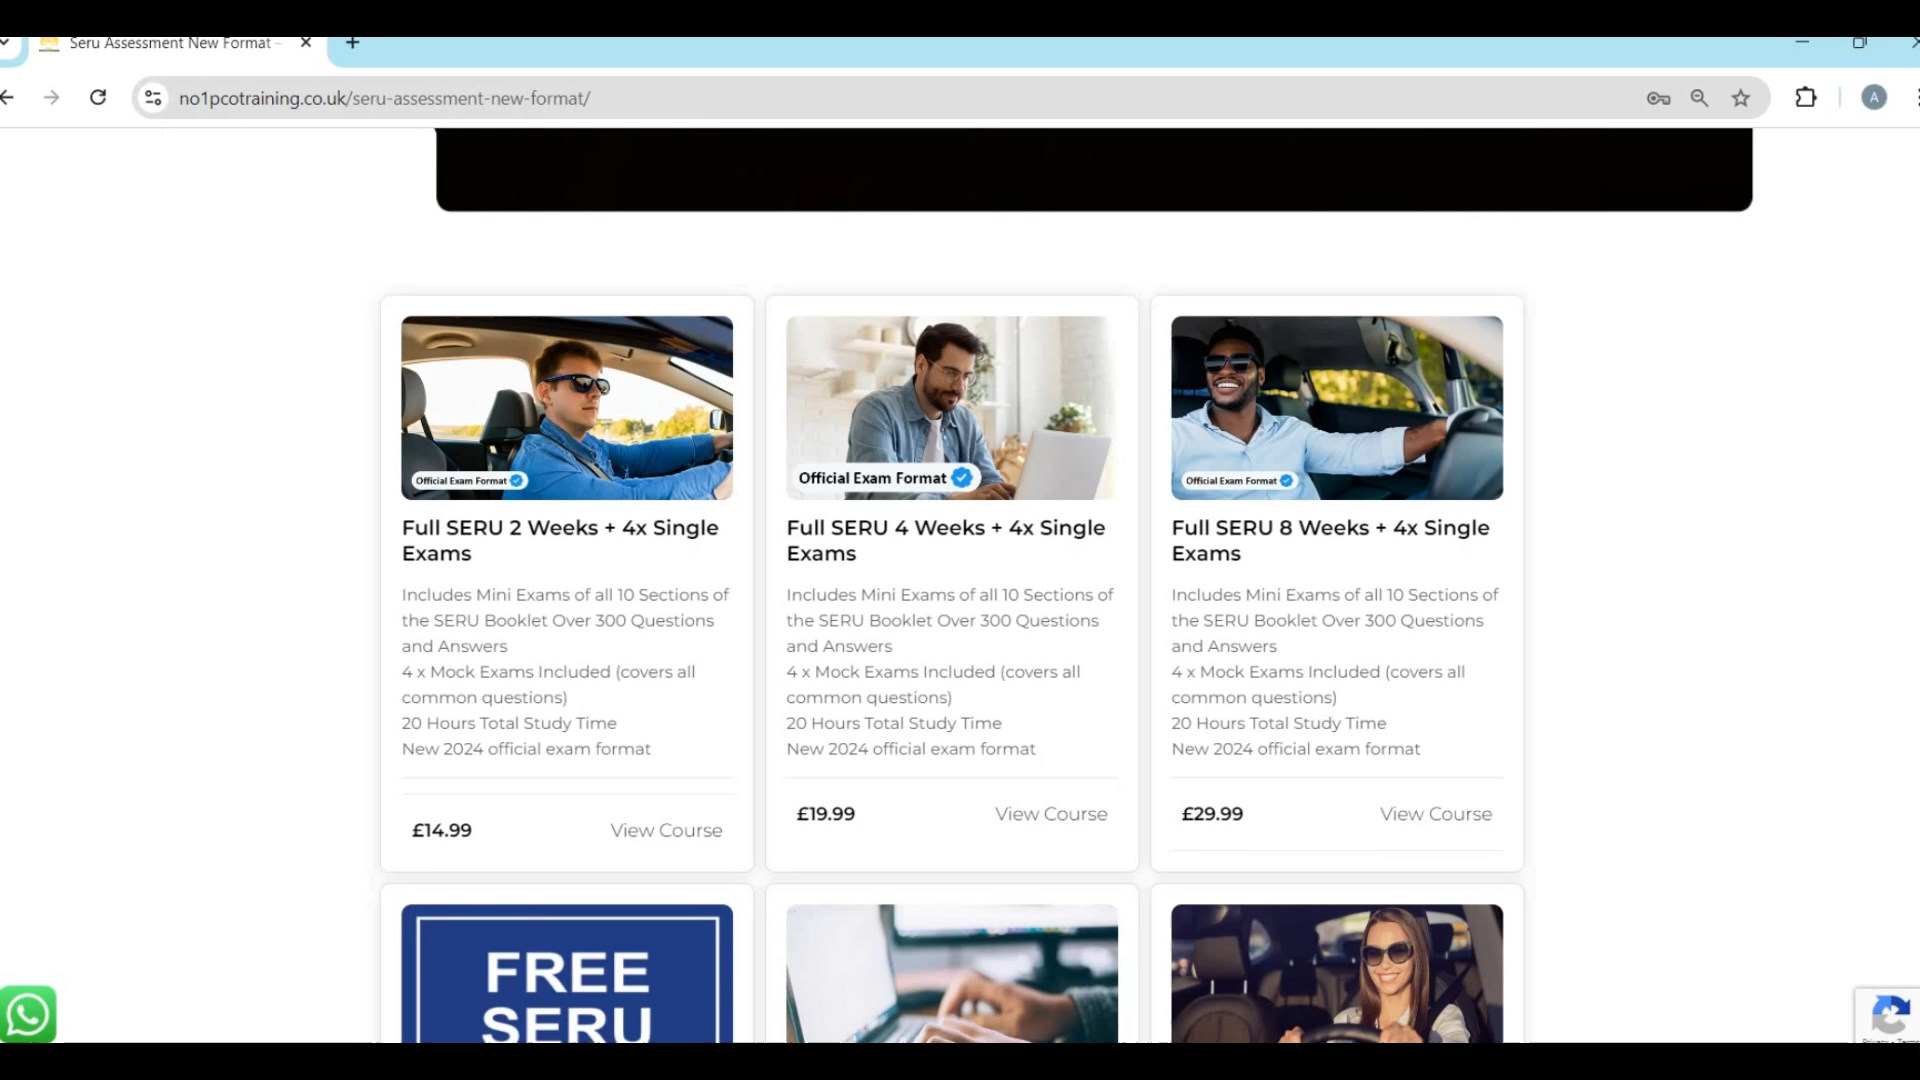 Seru Assessment New Format -
no1pcotraining.co.uk/seru-assessment-new-format/
A
Official Exam Format
Official Exam Format
Official Exam Format
Full SERU 2 Weeks + 4x Single
Exams
Includes Mini Exams of all 10 Sections of
the SERU Booklet Over 300 Questions
and Answers
4 x Mock Exams Included (covers all
common questions)
20 Hours Total Study Time
New 2024 official exam format
£14.99
View Course
Full SERU 4 Weeks + 4x Single
Exams
Includes Mini Exams of all 10 Sections of
the SERU Booklet Over 300 Questions
and Answers
4 x Mock Exams Included (covers all
common questions)
20 Hours Total Study Time
New 2024 official exam format
£19.99
View Course
Full SERU 8 Weeks + 4x Single
Exams
Includes Mini Exams of all 10 Sections of
the SERU Booklet Over 300 Questions
and Answers
4 x Mock Exams Included (covers all
common questions)
20 Hours Total Study Time
New 2024 official exam format
£29.99
View Course
FREE
SERU